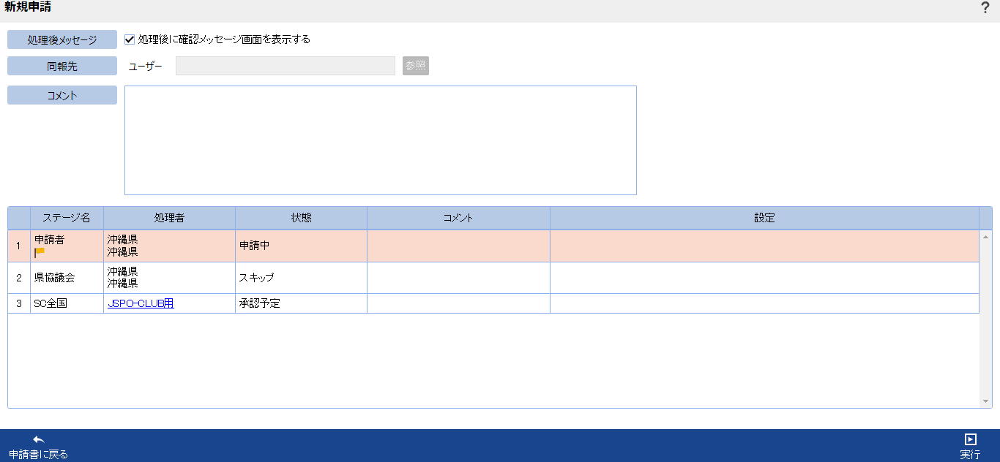 新規申請
?
処理後メッセージ 処理後に確認メッセージ画面を表示する
同報先 ユーザー 参照
コメント
ステージ名 処理者 状態 コメント 設定
1 申請者 沖縄県 沖縄県 申請中
2 県協議会 沖縄県 沖縄県 スキップ
3 SC全国 JSPO-CLUB用 承認予定
申請書に戻る 実行